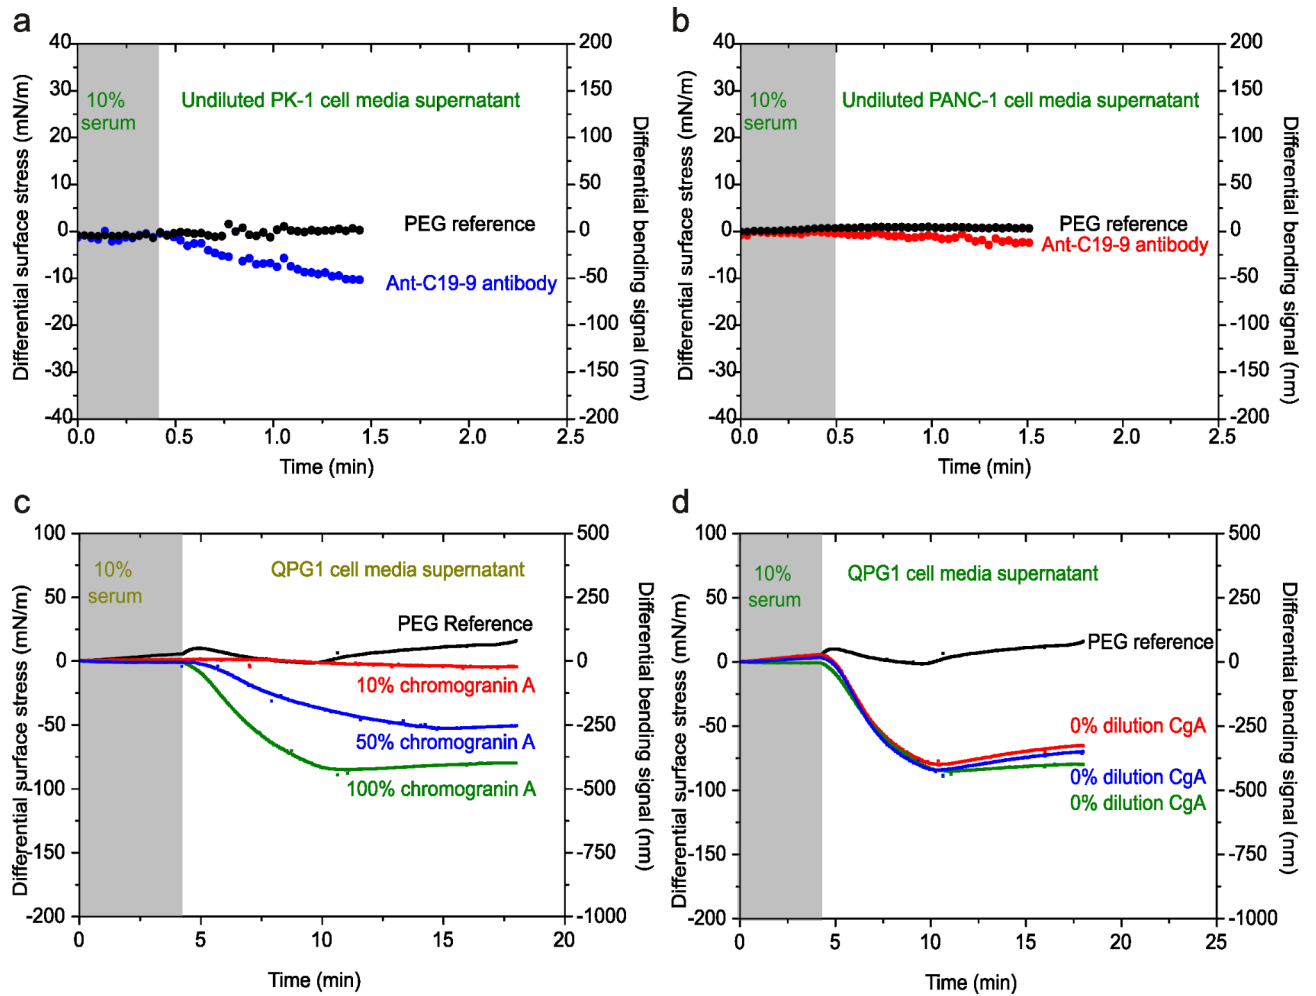 a
Differential surface stress (mN/m)
40
30
20
10
0
-10
-20
-30
-40
10%
serum
Undiluted PK-1 cell media supernatant
PEG reference
Ant-C19-9 antibody
200
150
100
50
0
-50
-100
-150
-200
Differential bending signal (nm)
0.0
0.5
1.0
1.5
2.0
2.5
Time (min)
b
Differential surface stress (mN/m)
40
30
20
10
0
-10
-20
-30
-40
10%
serum
Undiluted PANC-1 cell media supernatant
PEG reference
Ant-C19-9 antibody
200
150
100
50
0
-50
-100
-150
-200
Differential bending signal (nm)
0.0
0.5
1.0
1.5
2.0
2.5
Time (min)
c
Differential surface stress (mN/m)
100
50
0
-50
-100
-150
-200
10%
serum
QPG1 cell media supernatant
PEG Reference
10% chromogranin A
50% chromogranin A
100% chromogranin A
500
250
0
-250
-500
-750
-1000
Differential bending signal (nm)
0
5
10
15
20
Time (min)
d
Differential surface stress (mN/m)
100
50
0
-50
-100
-150
-200
10%
serum
QPG1 cell media supernatant
PEG reference
0% dilution CgA
0% dilution CgA
0% dilution CgA
500
250
0
-250
-500
-750
-1000
Differential bending signal (nm)
0
5
10
15
20
25
Time (min)